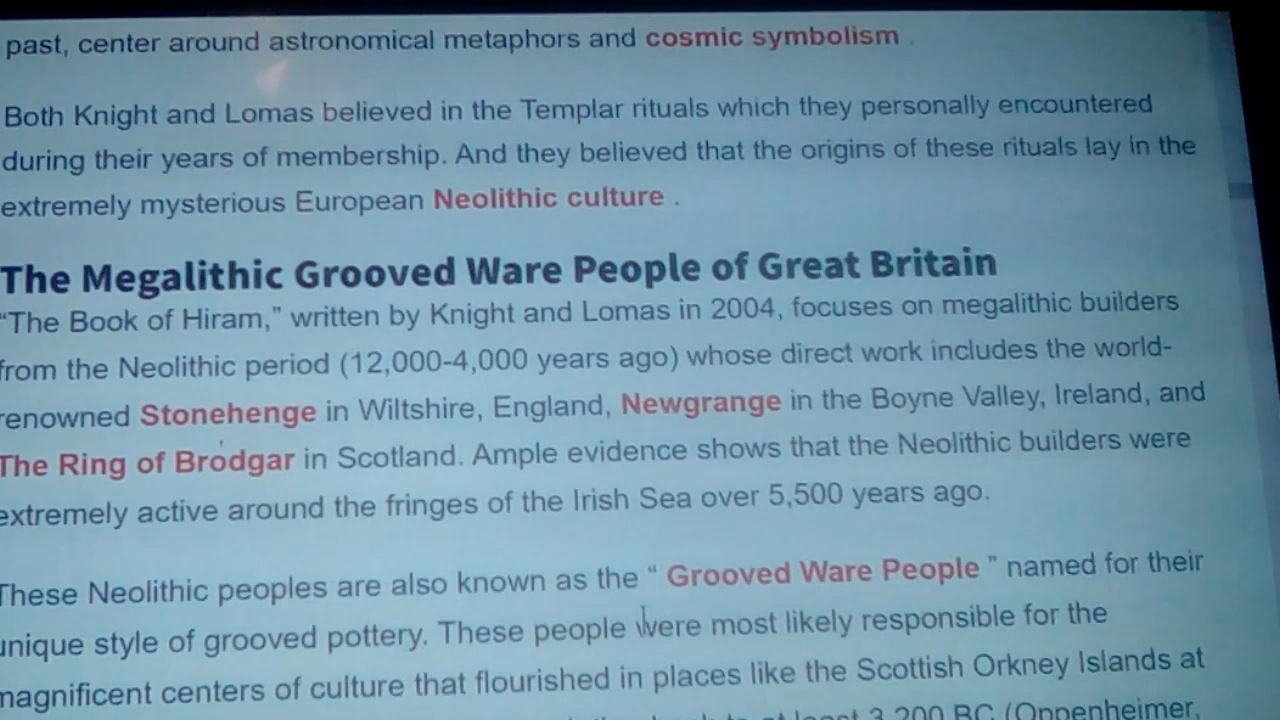 past, center around astronomical metaphors and cosmic symbolism .
Both Knight and Lomas believed in the Templar rituals which they personally encountered
during their years of membership. And they believed that the origins of these rituals lay in the
extremely mysterious European Neolithic culture .
The Megalithic Grooved Ware People of Great Britain
“The Book of Hiram,” written by Knight and Lomas in 2004, focuses on megalithic builders
from the Neolithic period (12,000-4,000 years ago) whose direct work includes the world-
renowned Stonehenge in Wiltshire, England, Newgrange in the Boyne Valley, Ireland, and
The Ring of Brodgar in Scotland. Ample evidence shows that the Neolithic builders were
extremely active around the fringes of the Irish Sea over 5,500 years ago.
These Neolithic peoples are also known as the “ Grooved Ware People ” named for their
unique style of grooved pottery. These people were most likely responsible for the
magnificent centers of culture that flourished in places like the Scottish Orkney Islands at
least 3,200 BC (Oppenheimer,